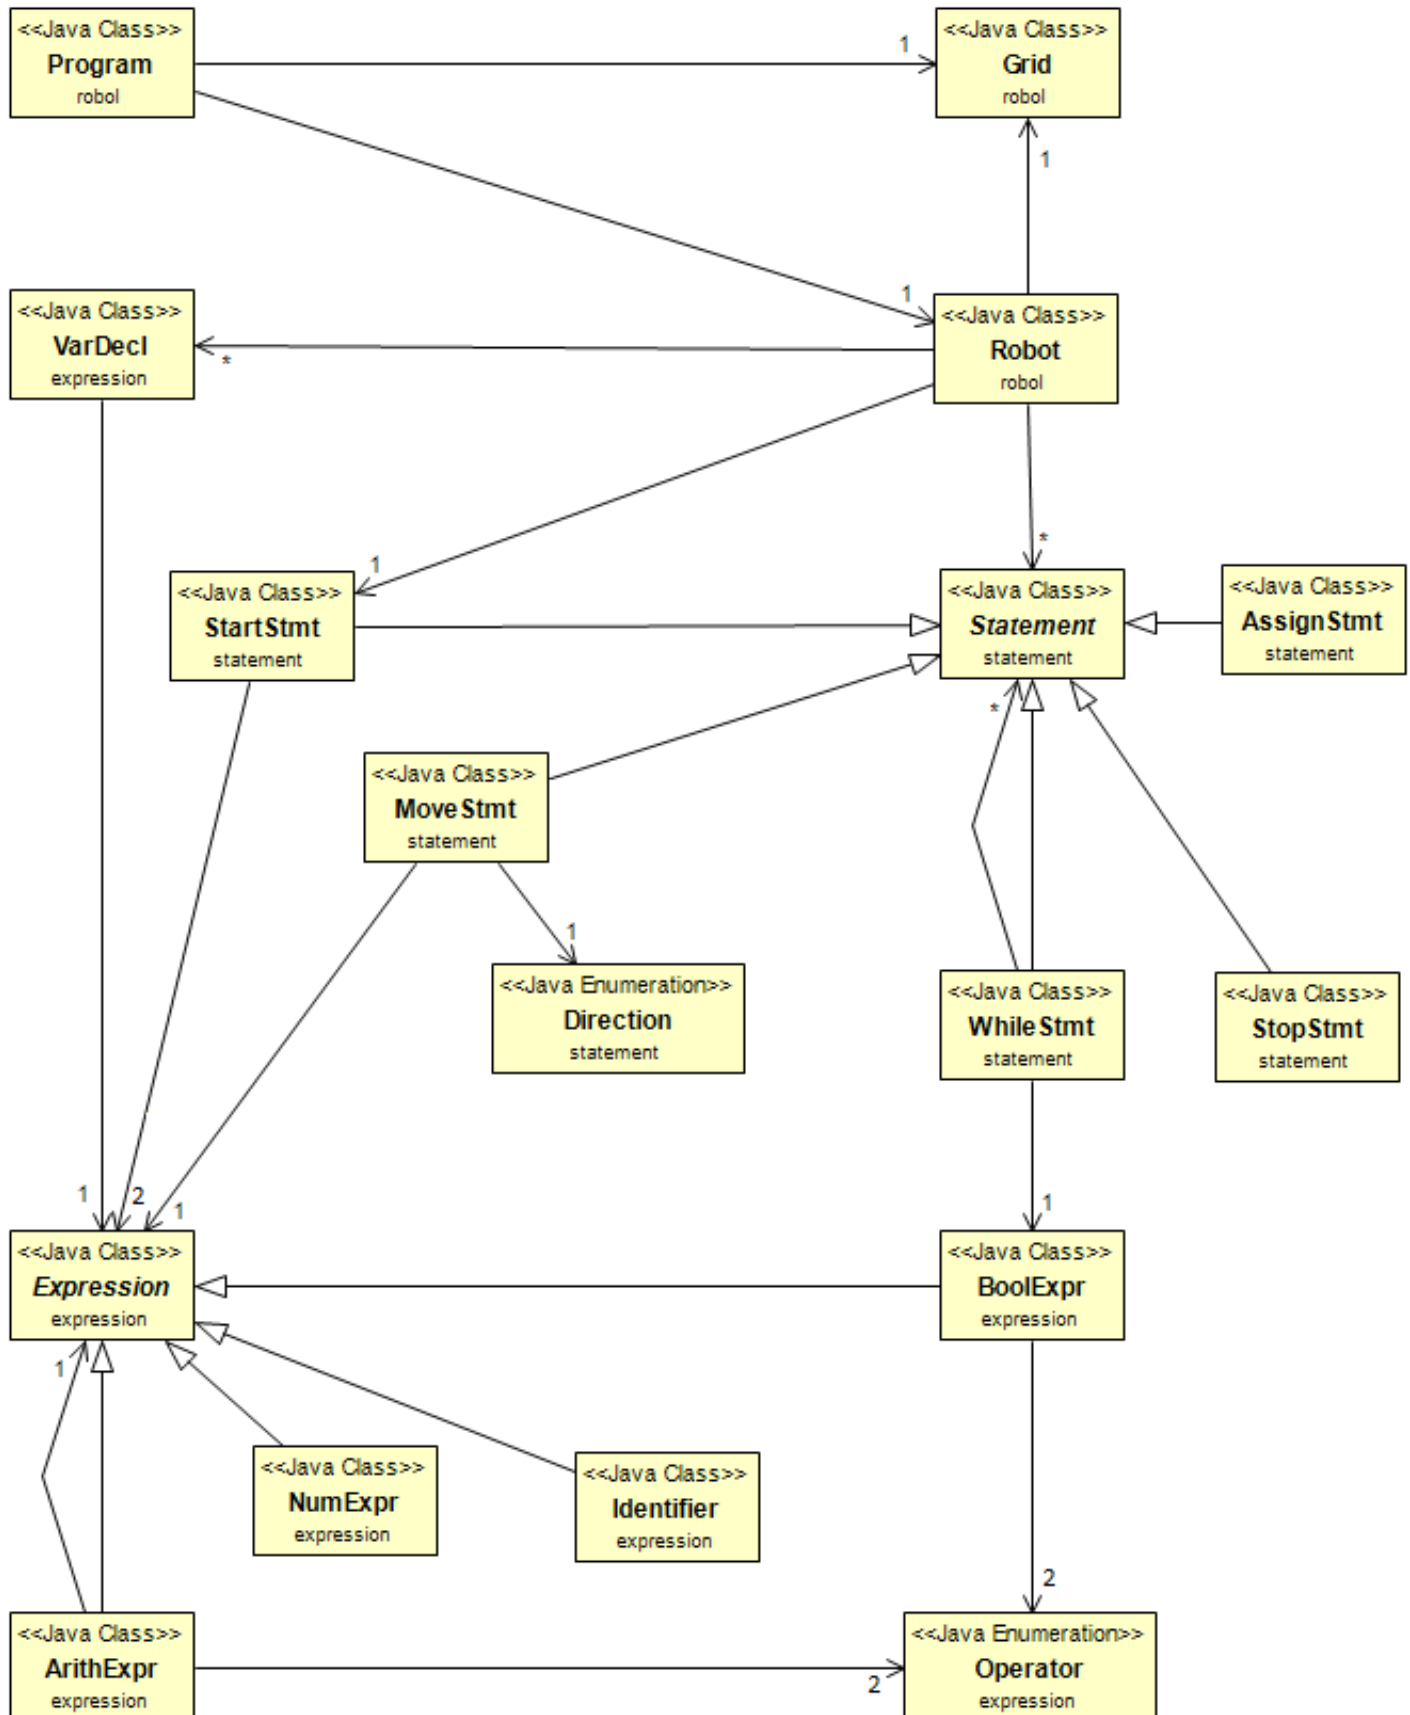 <<Java Class>>
Program
robol
1
<<Java Class>>
Grid
robol
1
1
<<Java Class>>
VarDecl
expression
*
<<Java Class>>
Robot
robol
1
*
<<Java Class>>
StartStmt
statement
<<Java Class>>
Statement
statement
<<Java Class>>
AssignStmt
statement
*
<<Java Class>>
MoveStmt
statement
1
<<Java Enumeration>>
Direction
statement
<<Java Class>>
WhileStmt
statement
<<Java Class>>
StopStmt
statement
1
2
1
1
<<Java Class>>
Expression
expression
<<Java Class>>
BoolExpr
expression
1
<<Java Class>>
NumExpr
expression
<<Java Class>>
Identifier
expression
2
<<Java Class>>
ArithExpr
expression
2
<<Java Enumeration>>
Operator
expression